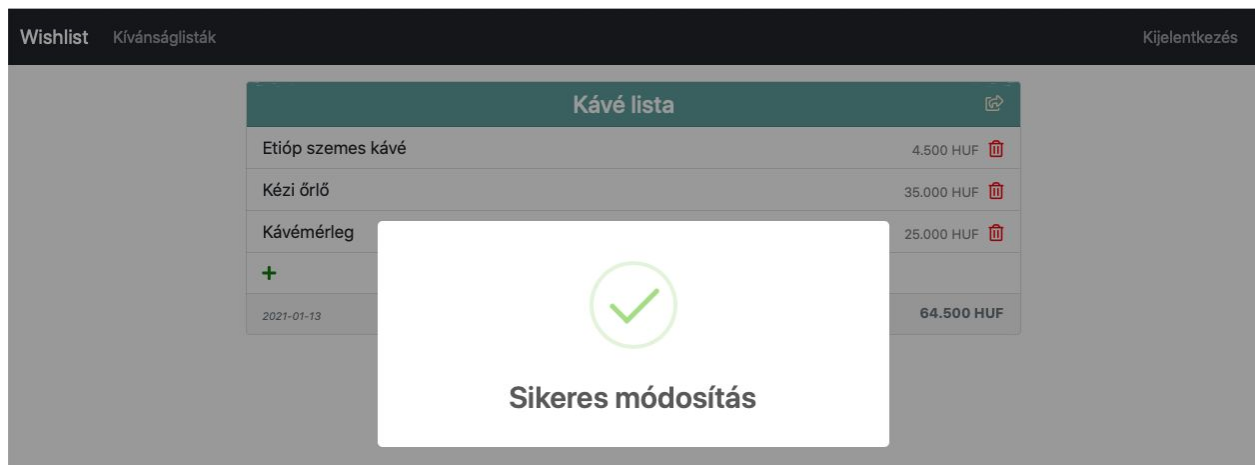 Wishlist Kívánságlisták Kijelentkezés
Kávé lista
Etióp szemes kávé 4.500 HUF
Kézi őrlő 35.000 HUF
Kávémérleg 25.000 HUF
2021-01-13 64.500 HUF
Sikeres módosítás